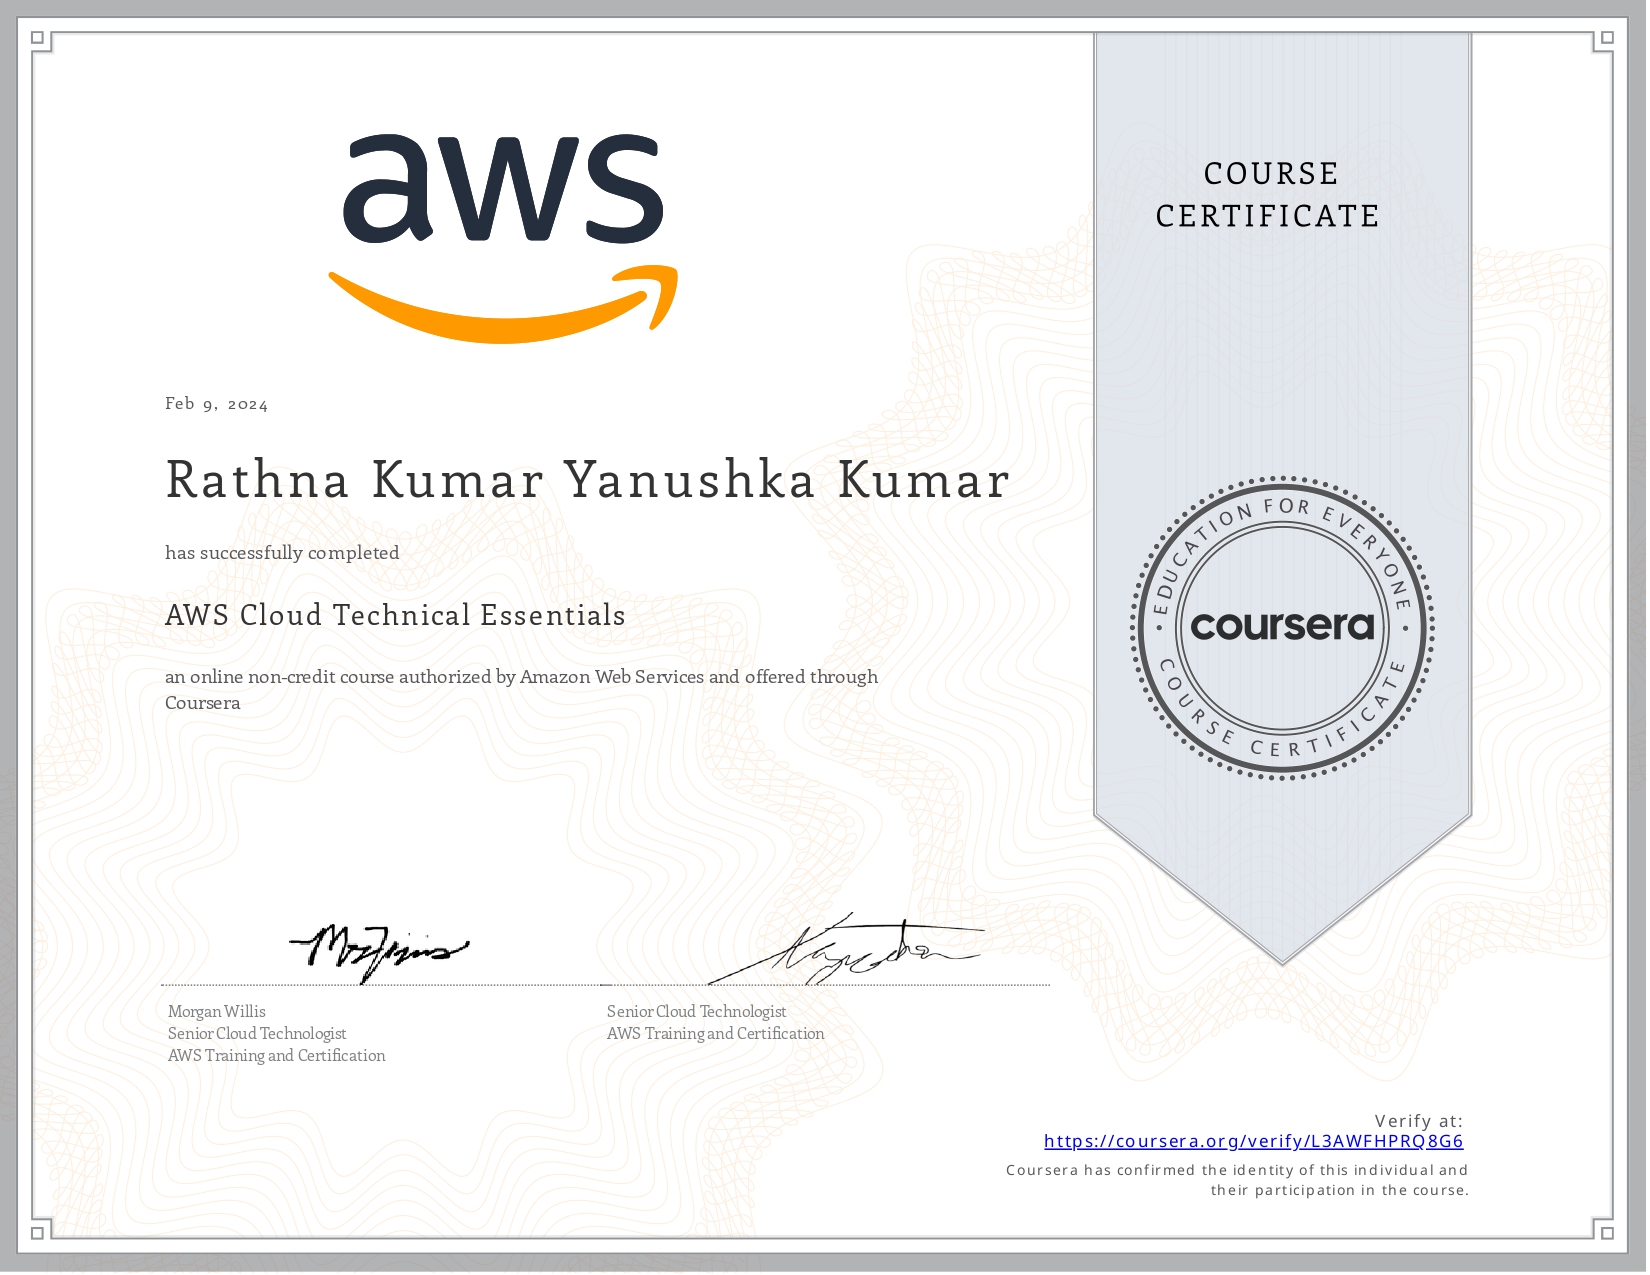 aws
COURSE
CERTIFICATE
Feb 9, 2024
Rathna Kumar Yanushka Kumar
has successfully completed
AWS Cloud Technical Essentials
an online non-credit course authorized by Amazon Web Services and offered through
Coursera
EDUCATION FOR EVERYONE
coursera
COURSE CERTIFICATE
Morgan Willis
Senior Cloud Technologist
AWS Training and Certification
Senior Cloud Technologist
AWS Training and Certification
Verify at:
https://coursera.org/verify/L3AWFHPRQ8G6
Coursera has confirmed the identity of this individual and
their participation in the course.